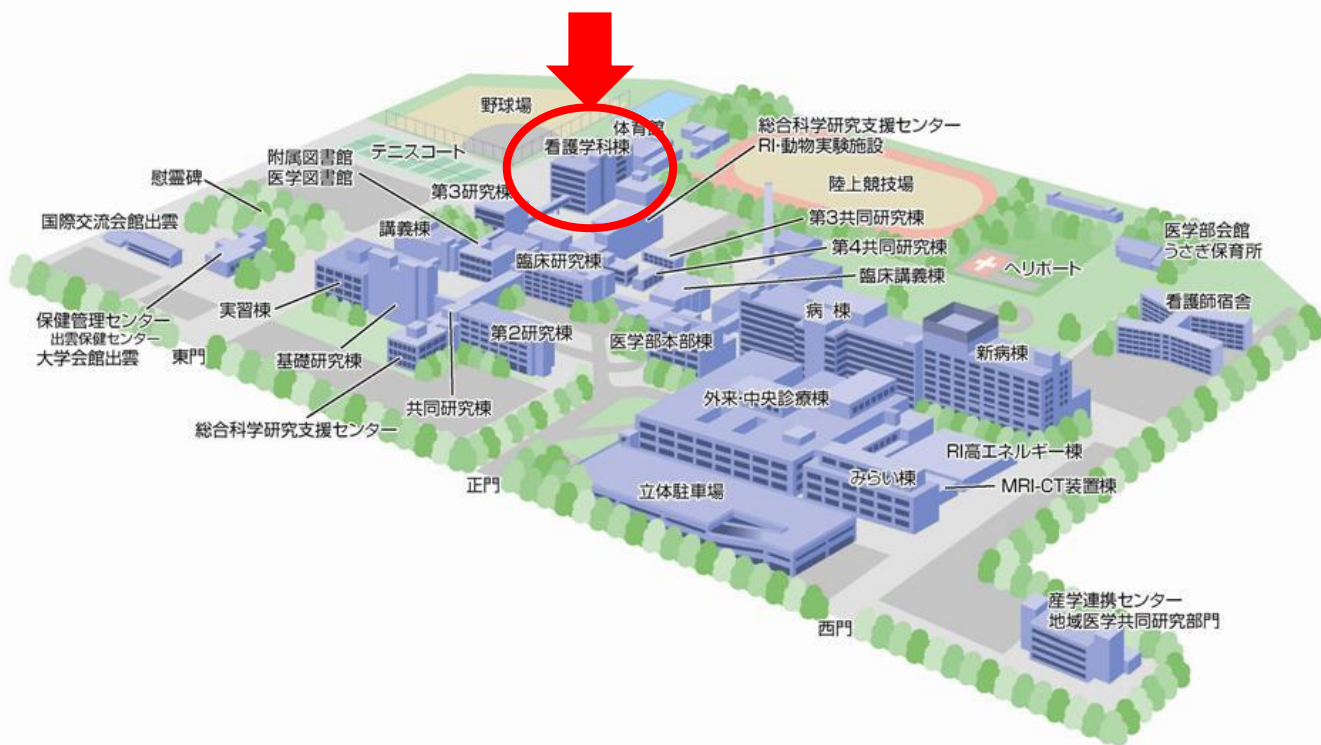 野球場
体育館
看護学科棟
テニスコート
総合科学研究支援センター
RI・動物実験施設
附属図書館
医学図書館
慰霊碑
第3研究棟
陸上競技場
国際交流会館出雲
講義棟
第3共同研究棟
第4共同研究棟
医学部会館
うさぎ保育所
臨床研究棟
臨床講義棟
ヘリポート
実習棟
病棟
看護師宿舎
保健管理センター
出雲保健センター
大学会館出雲
東門
基礎研究棟
第2研究棟
医学部本部棟
新病棟
共同研究棟
外来・中央診療棟
総合科学研究支援センター
RI高エネルギー棟
正門
立体駐車場
みらい棟
MRI-CT装置棟
西門
産学連携センター
地域医学共同研究部門